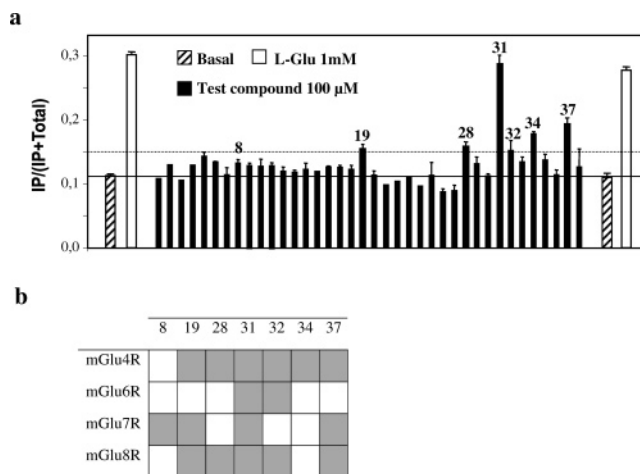 a
0,3
0,2
0,1
0,0
IP/(IP+Total)
Basal
L-Glu 1mM
Test compound 100 µM
8
19
28
31
32
34
37
b
8 19 28 31 32 34 37
mGlu4R
mGlu6R
mGlu7R
mGlu8R